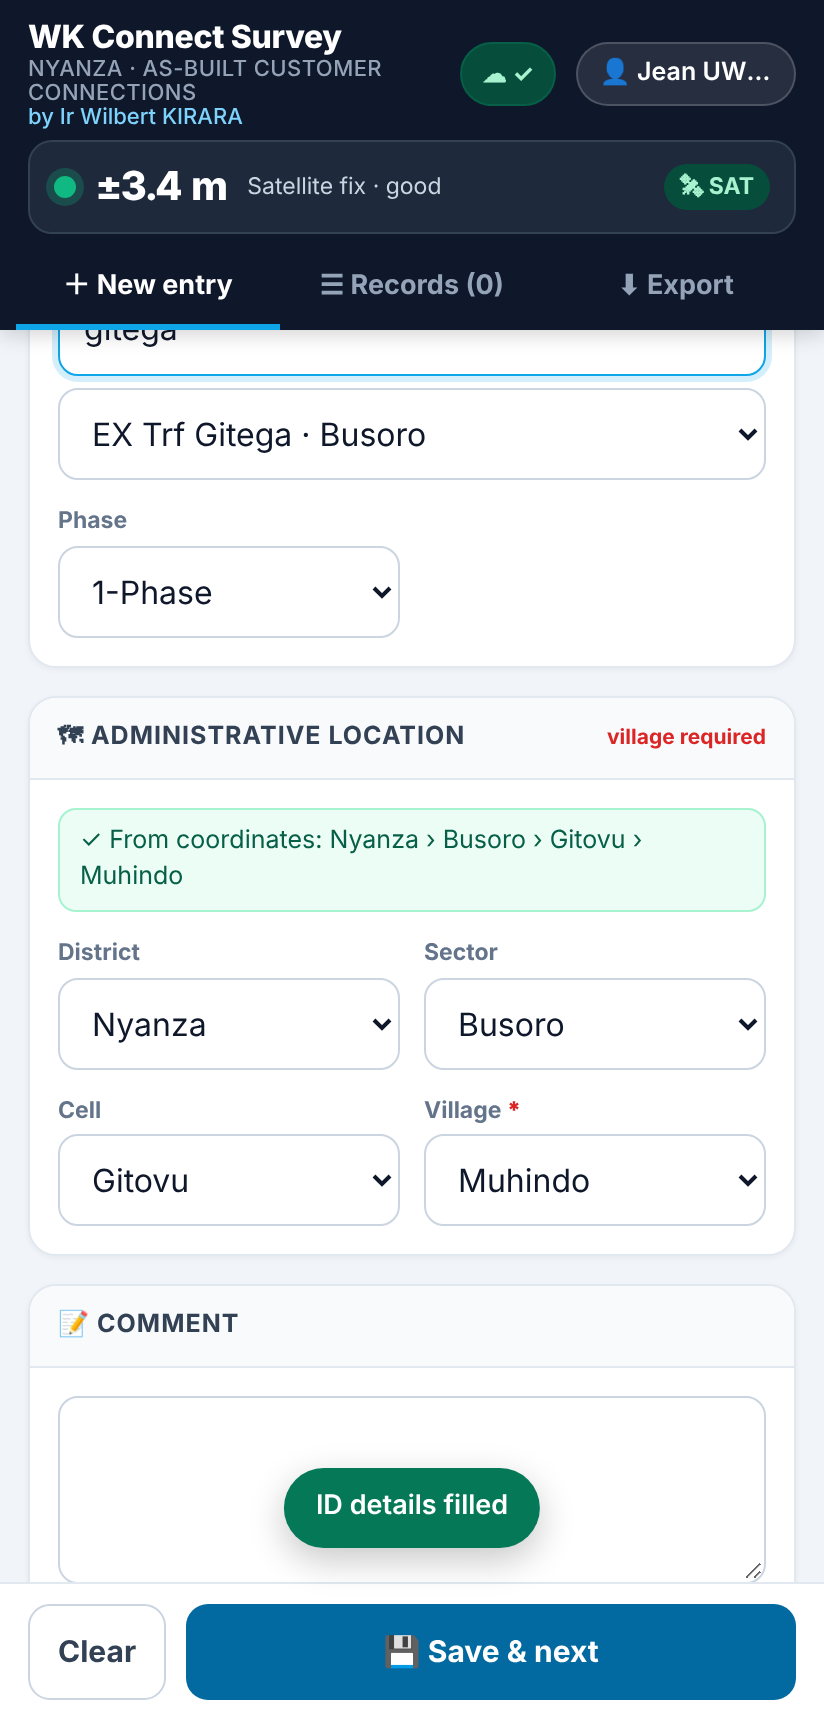 WK Connect Survey
NYANZA · AS-BUILT CUSTOMER
CONNECTIONS
by Ir Wilbert KIRARA
☁ ✓
👤 Jean UW...
±3.4 m Satellite fix · good
🛰 SAT
+ New entry
☰ Records (0)
⬇ Export
gitega
EX Trf Gitega · Busoro
Phase
1-Phase
🗺 ADMINISTRATIVE LOCATION
village required
✓ From coordinates: Nyanza › Busoro › Gitovu ›
Muhindo
District
Sector
Nyanza
Busoro
Cell
Village *
Gitovu
Muhindo
📝 COMMENT
ID details filled
Clear
💾 Save & next